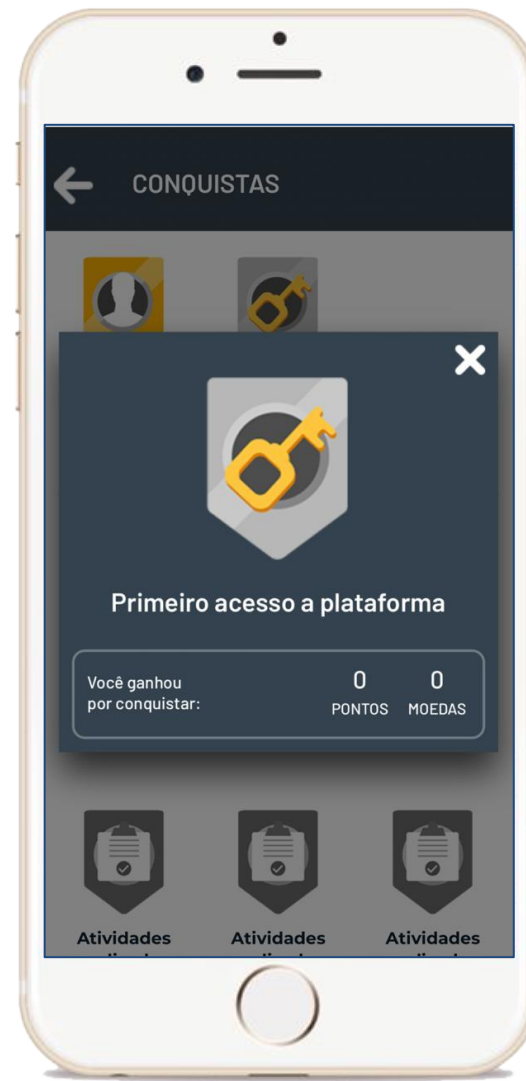 CONQUISTAS
Primeiro acesso a plataforma
Você ganhou
por conquistar:
0
PONTOS
0
MOEDAS
Atividades
Atividades
Atividades